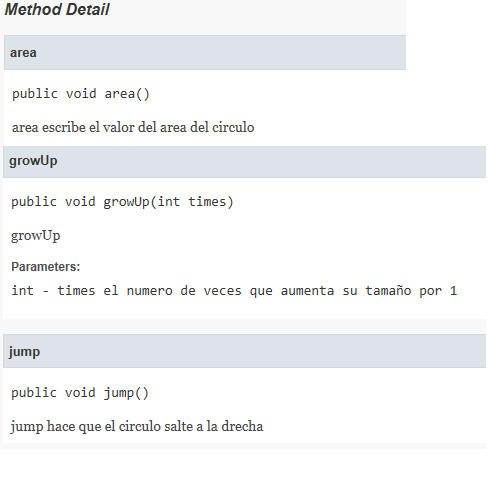 Method Detail
area
public void area()
area escribe el valor del area del circulo
growUp
public void growUp(int times)
growUp
Parameters:
int - times el numero de veces que aumenta su tamaño por 1
jump
public void jump()
jump hace que el circulo salte a la drecha